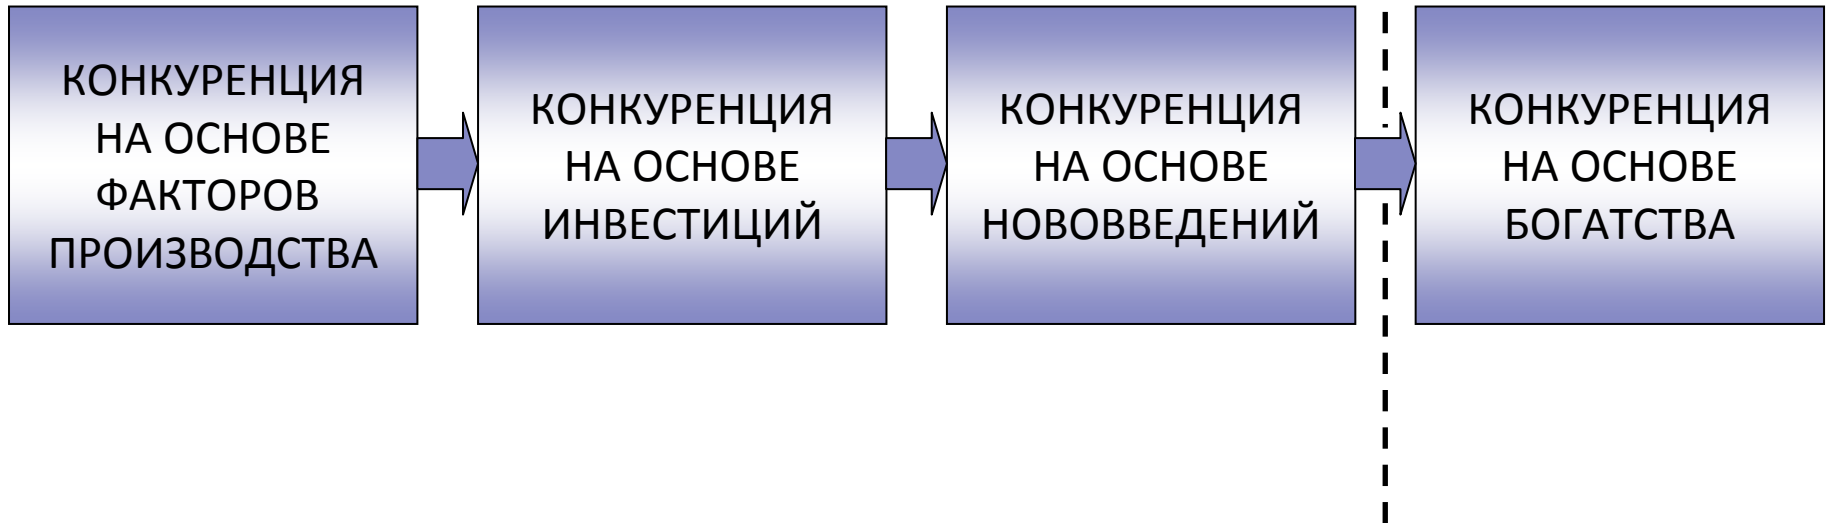 КОНКУРЕНЦИЯ
НА ОСНОВЕ
ФАКТОРОВ
ПРОИЗВОДСТВА
КОНКУРЕНЦИЯ
НА ОСНОВЕ
ИНВЕСТИЦИЙ
КОНКУРЕНЦИЯ
НА ОСНОВЕ
НОВОВВЕДЕНИЙ
КОНКУРЕНЦИЯ
НА ОСНОВЕ
БОГАТСТВА